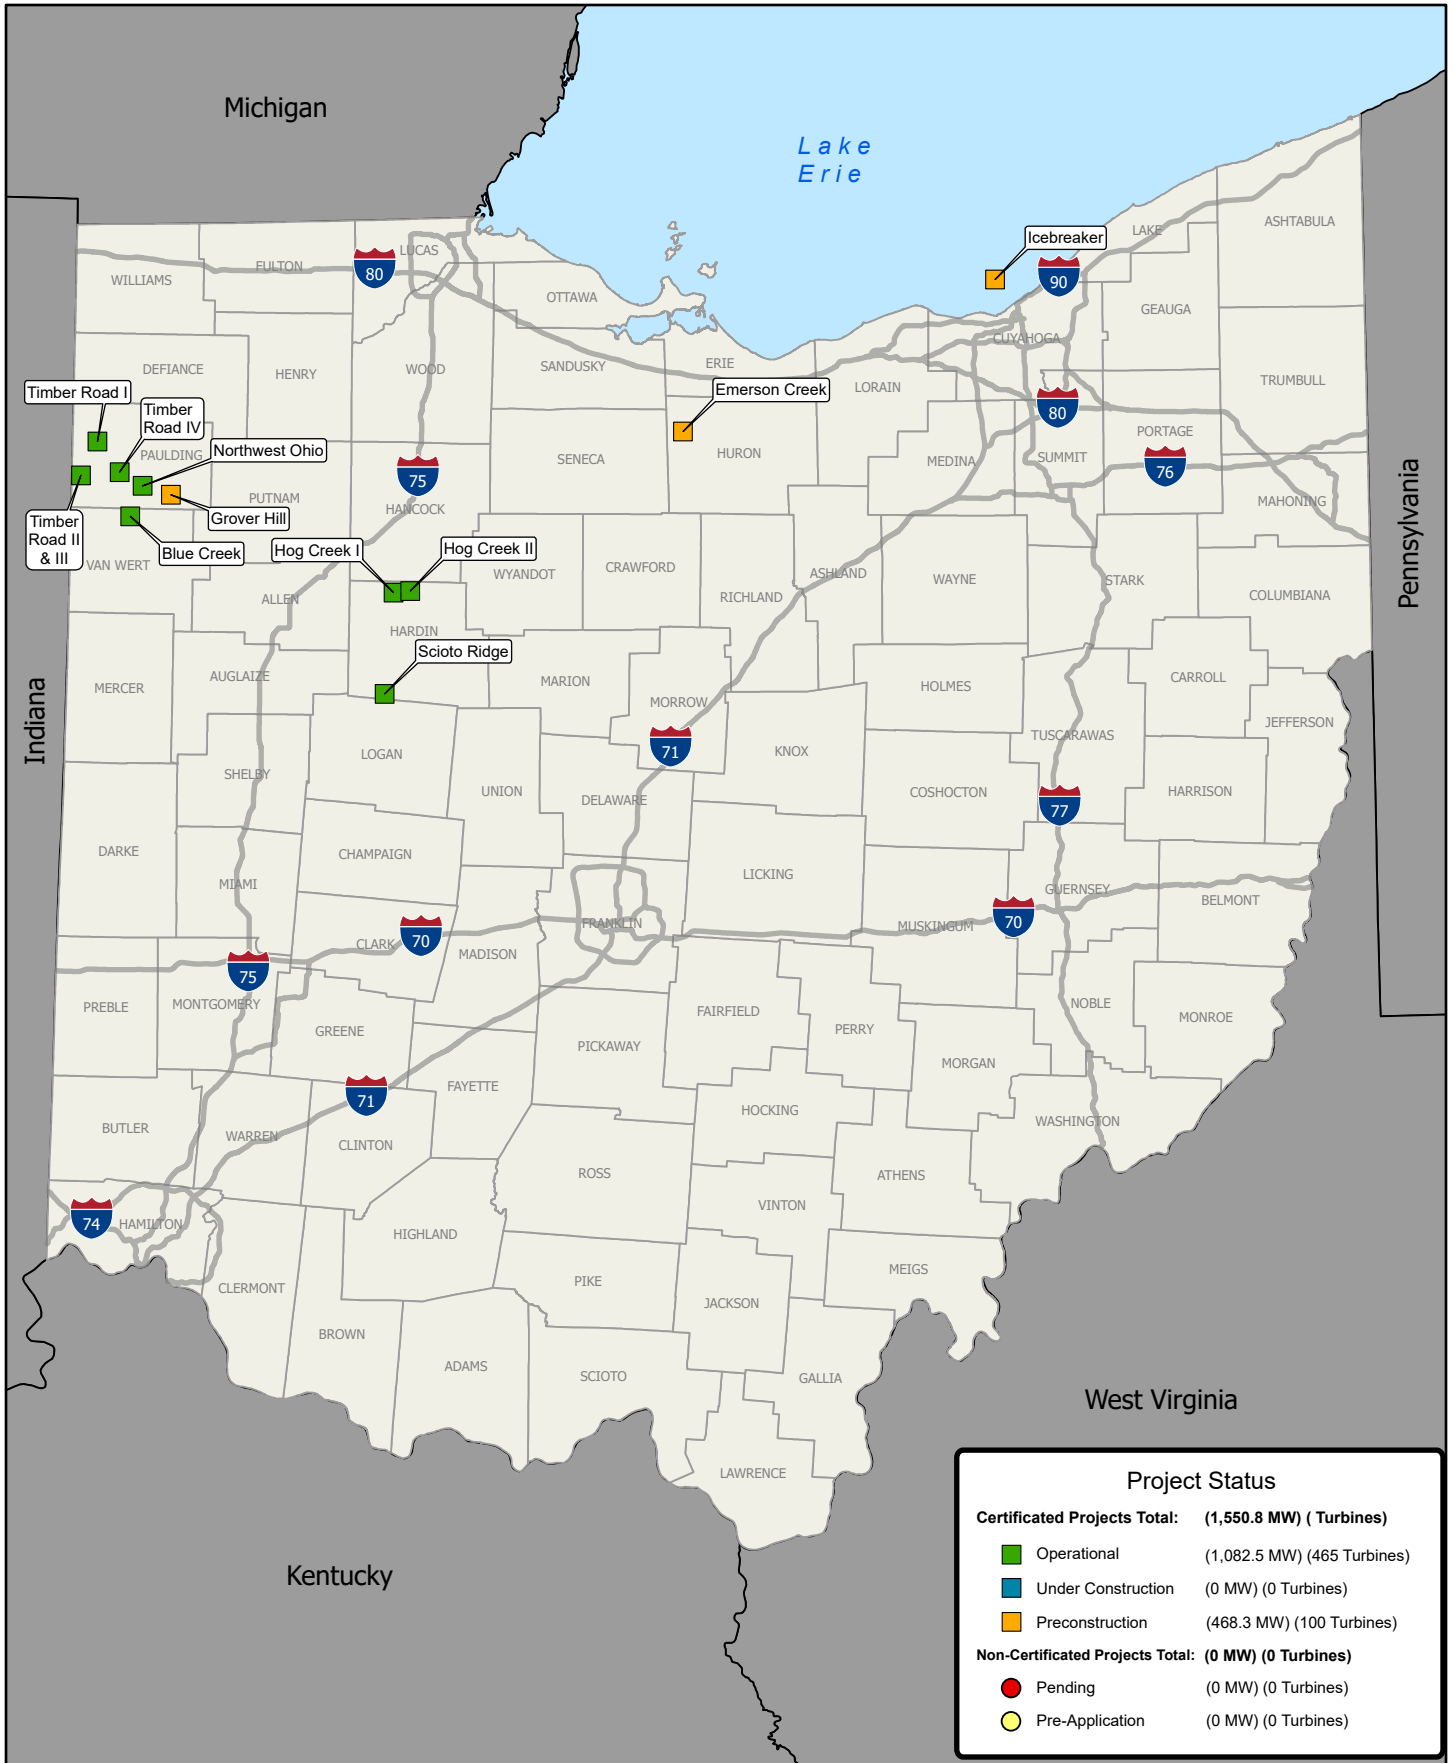 Michigan
Lake
Erie
Icebreaker
LAKE
ASHTABULA
LUCAS
FULTON
80
90
WILLIAMS
OTTAWA
GEAUGA
CUYAHOGA
DEFIANCE
HENRY
WOOD
SANDUSKY
ERIE
LORAIN
TRUMBULL
Timber Road I
Timber
Road IV
Emerson Creek
80
PORTAGE
PAULDING
Northwest Ohio
SENECA
HURON
MEDINA
SUMMIT
76
75
PUTNAM
MAHONING
Grover Hill
HANCOCK
Timber
Road II
& III
Blue Creek
Hog Creek I
Hog Creek II
VAN WERT
WYANDOT
CRAWFORD
ASHLAND
WAYNE
STARK
Pennsylvania
ALLEN
RICHLAND
COLUMBIANA
HARDIN
Scioto Ridge
AUGLAIZE
MERCER
MARION
MORROW
HOLMES
CARROLL
Indiana
JEFFERSON
TUSCARAWAS
LOGAN
71
KNOX
SHELBY
UNION
DELAWARE
COSHOCTON
HARRISON
77
DARKE
CHAMPAIGN
LICKING
MIAMI
GUERNSEY
BELMONT
FRANKLIN
MUSKINGUM
70
CLARK
70
MADISON
75
PREBLE
MONTGOMERY
FAIRFIELD
NOBLE
MONROE
GREENE
PERRY
PICKAWAY
MORGAN
FAYETTE
71
HOCKING
BUTLER
WARREN
CLINTON
WASHINGTON
ROSS
ATHENS
VINTON
74
HAMILTON
HIGHLAND
MEIGS
CLERMONT
PIKE
JACKSON
BROWN
ADAMS
SCIOTO
GALLIA
West Virginia
LAWRENCE
Kentucky
Project Status
Certificated Projects Total: (1,550.8 MW) ( Turbines)
Operational (1,082.5 MW) (465 Turbines)
Under Construction (0 MW) (0 Turbines)
Preconstruction (468.3 MW) (100 Turbines)
Non-Certificated Projects Total: (0 MW) (0 Turbines)
Pending (0 MW) (0 Turbines)
Pre-Application (0 MW) (0 Turbines)